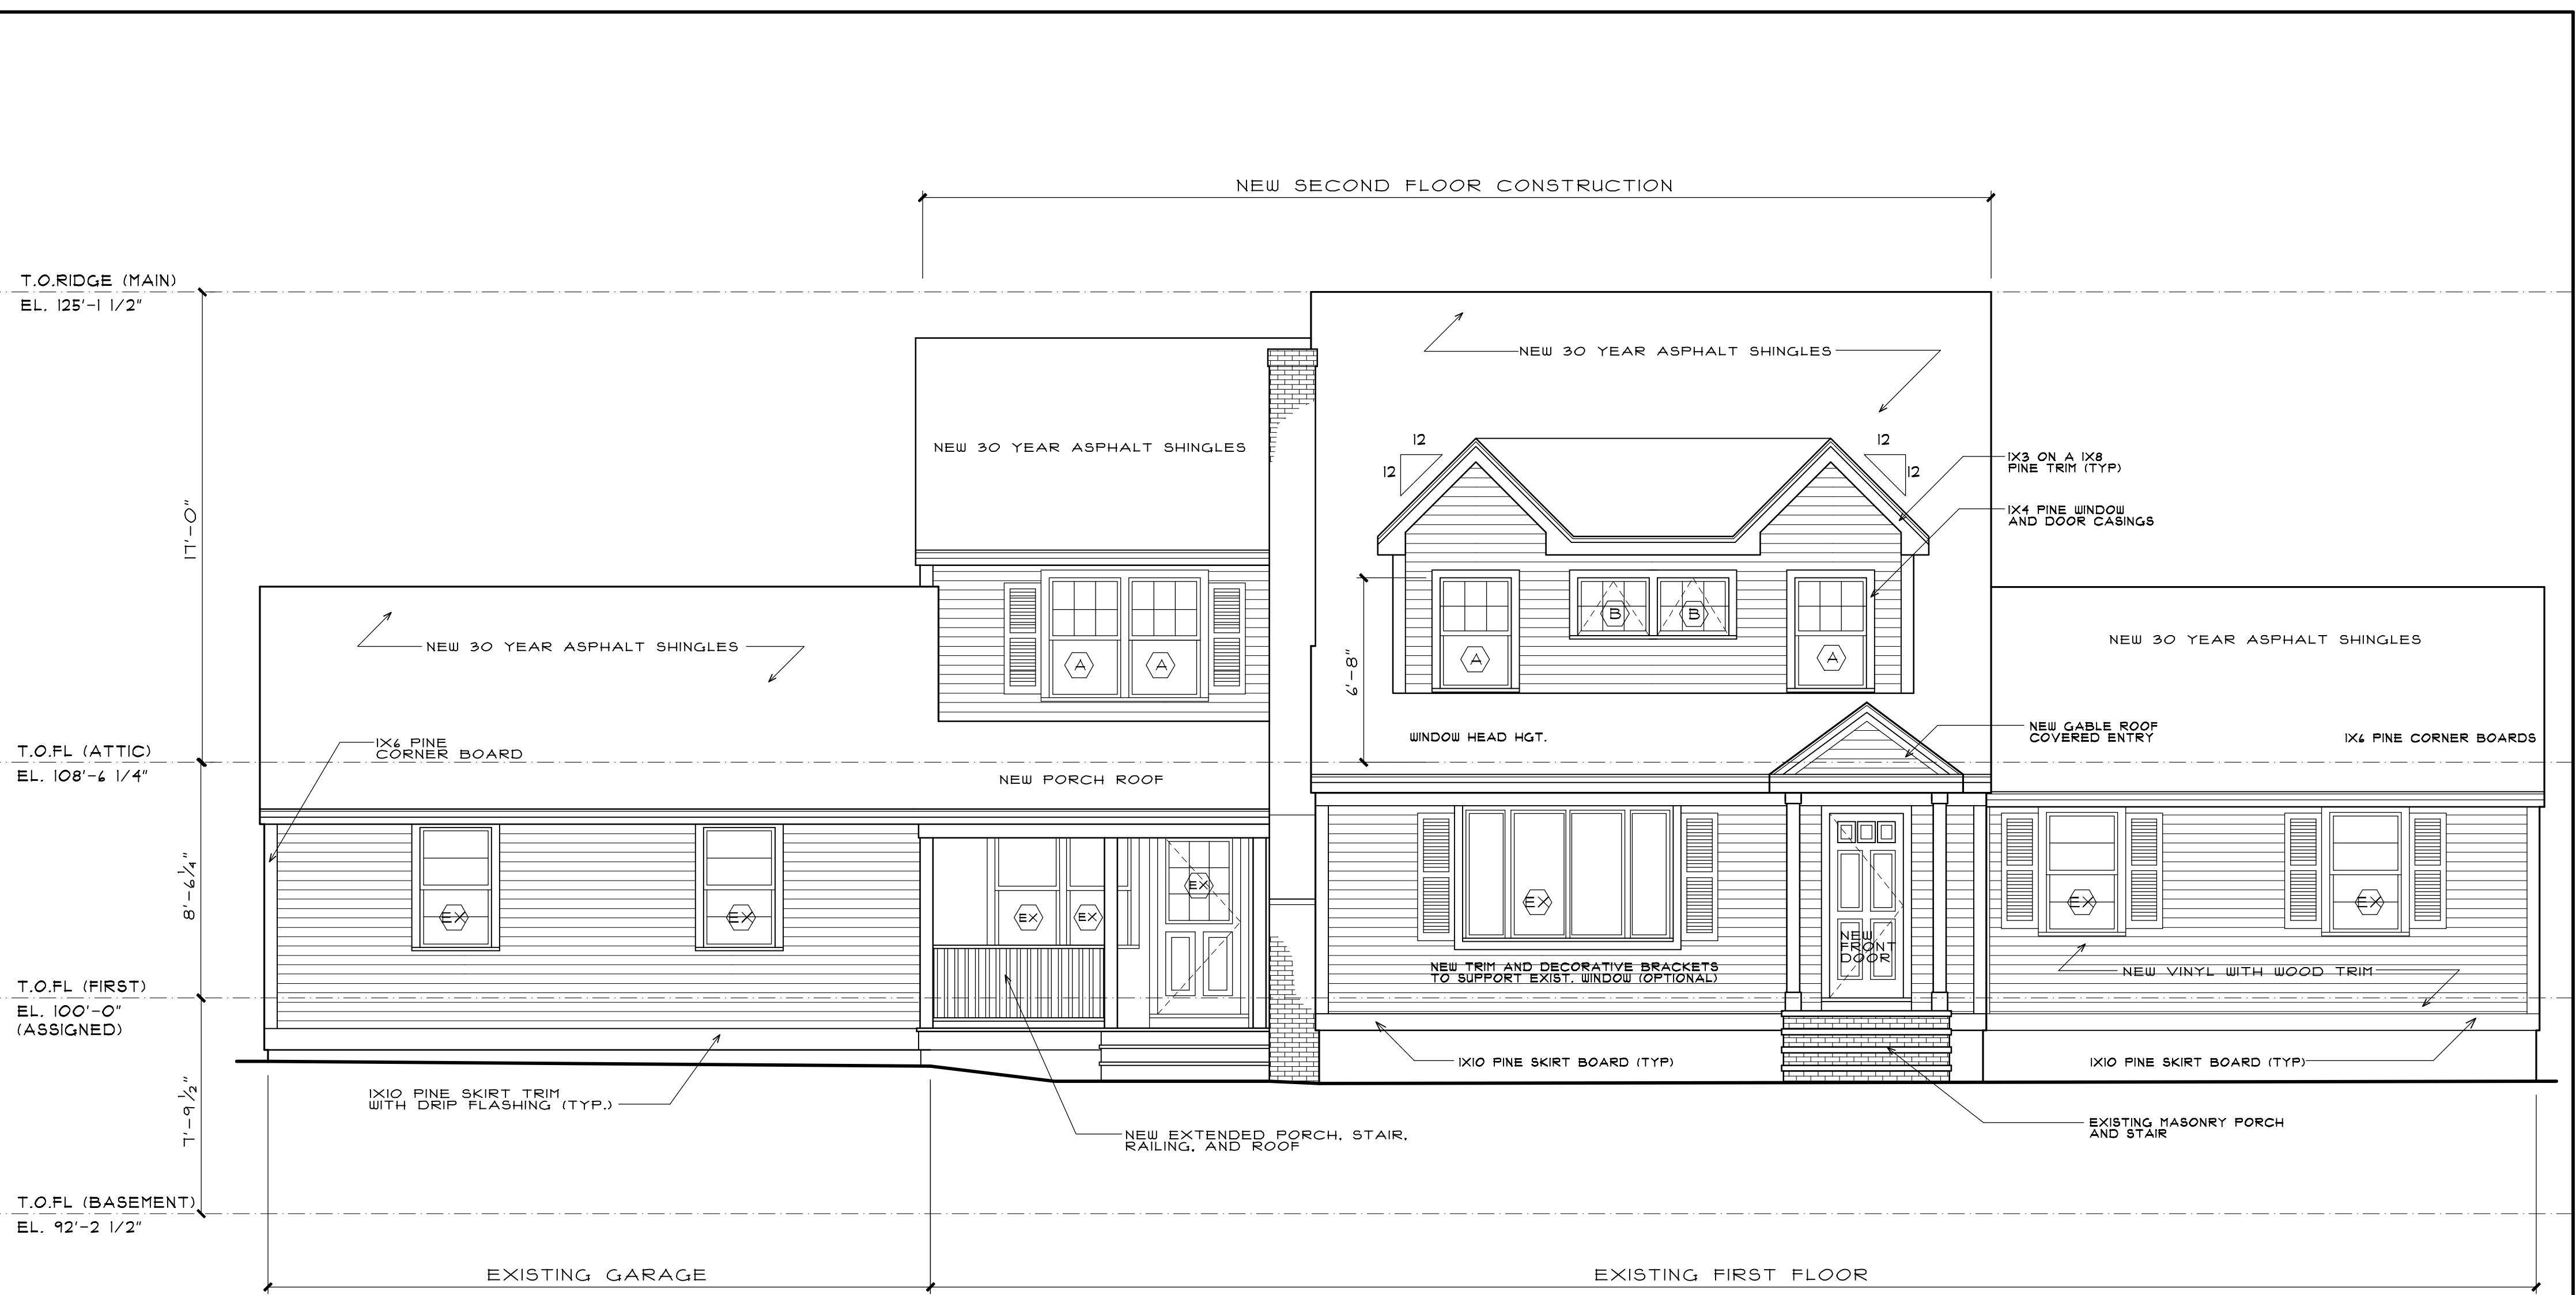 NEW SECOND FLOOR CONSTRUCTION
T.O.RIDGE (MAIN)
EL. 125'-1 1/2"
NEW 30 YEAR ASPHALT SHINGLES
NEW 30 YEAR ASPHALT SHINGLES
12
12
12
12
1X3 ON A 1X8
PINE TRIM (TYP)
1X4 PINE WINDOW
AND DOOR CASINGS
17'-0"
B
B
A
A
A
A
6'-8"
NEW 30 YEAR ASPHALT SHINGLES
NEW 30 YEAR ASPHALT SHINGLES
WINDOW HEAD HGT.
NEW GABLE ROOF
COVERED ENTRY
1X6 PINE CORNER BOARDS
1X6 PINE
CORNER BOARD
T.O.FL (ATTIC)
EL. 108'-6 1/4"
NEW PORCH ROOF
8'-6 1/4"
EX
EX
EX
EX
EX
EX
EX
EX
NEW
FRONT
DOOR
NEW TRIM AND DECORATIVE BRACKETS
TO SUPPORT EXIST. WINDOW (OPTIONAL)
NEW VINYL WITH WOOD TRIM
T.O.FL (FIRST)
EL. 100'-0"
(ASSIGNED)
1X10 PINE SKIRT BOARD (TYP)
1X10 PINE SKIRT BOARD (TYP)
7'-9 1/2"
1X10 PINE SKIRT TRIM
WITH DRIP FLASHING (TYP.)
NEW EXTENDED PORCH, STAIR,
RAILING, AND ROOF
EXISTING MASONRY PORCH
AND STAIR
T.O.FL (BASEMENT)
EL. 92'-2 1/2"
EXISTING GARAGE
EXISTING FIRST FLOOR